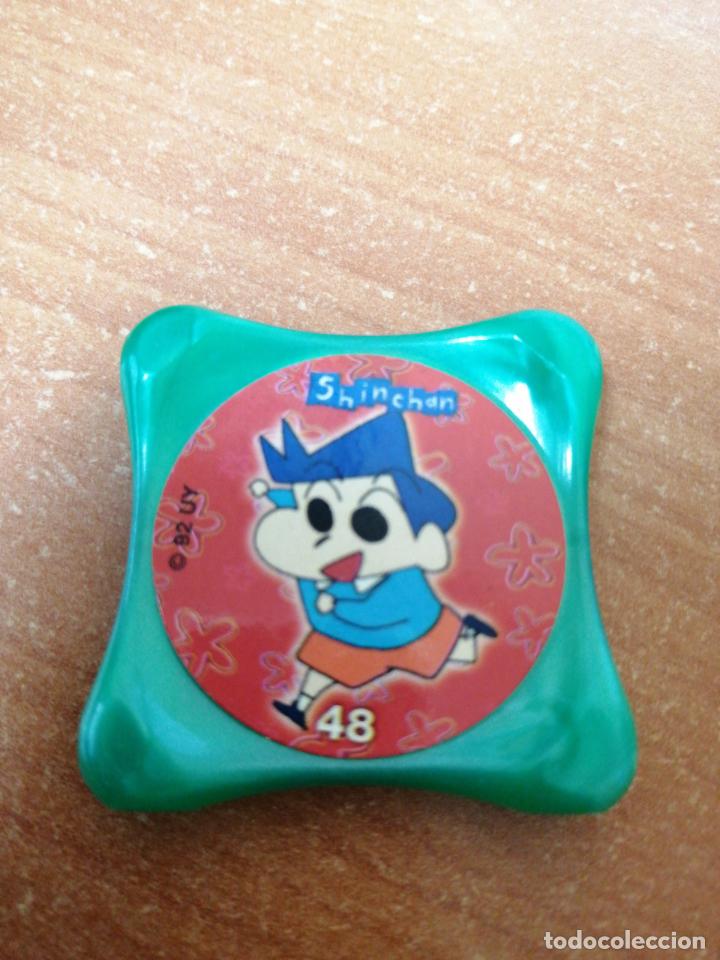 Shinchan
© 92 UY
48
todocoleccion